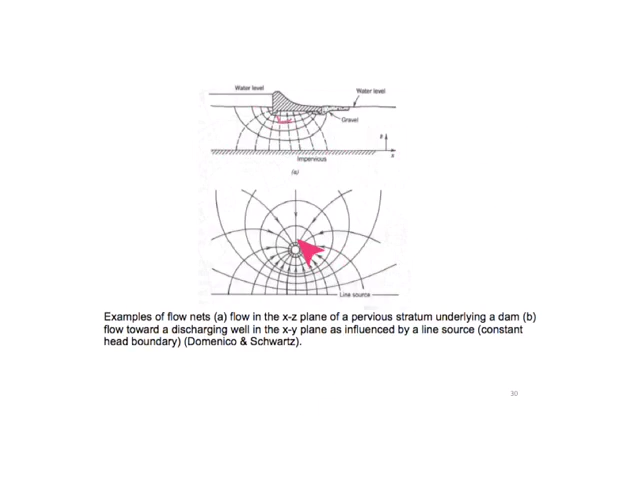 Water level
Water level
Gravel
z
x
Impervious
(a)
Line source
Examples of flow nets (a) flow in the x-z plane of a pervious stratum underlying a dam (b)
flow toward a discharging well in the x-y plane as influenced by a line source (constant
head boundary) (Domenico & Schwartz).
30